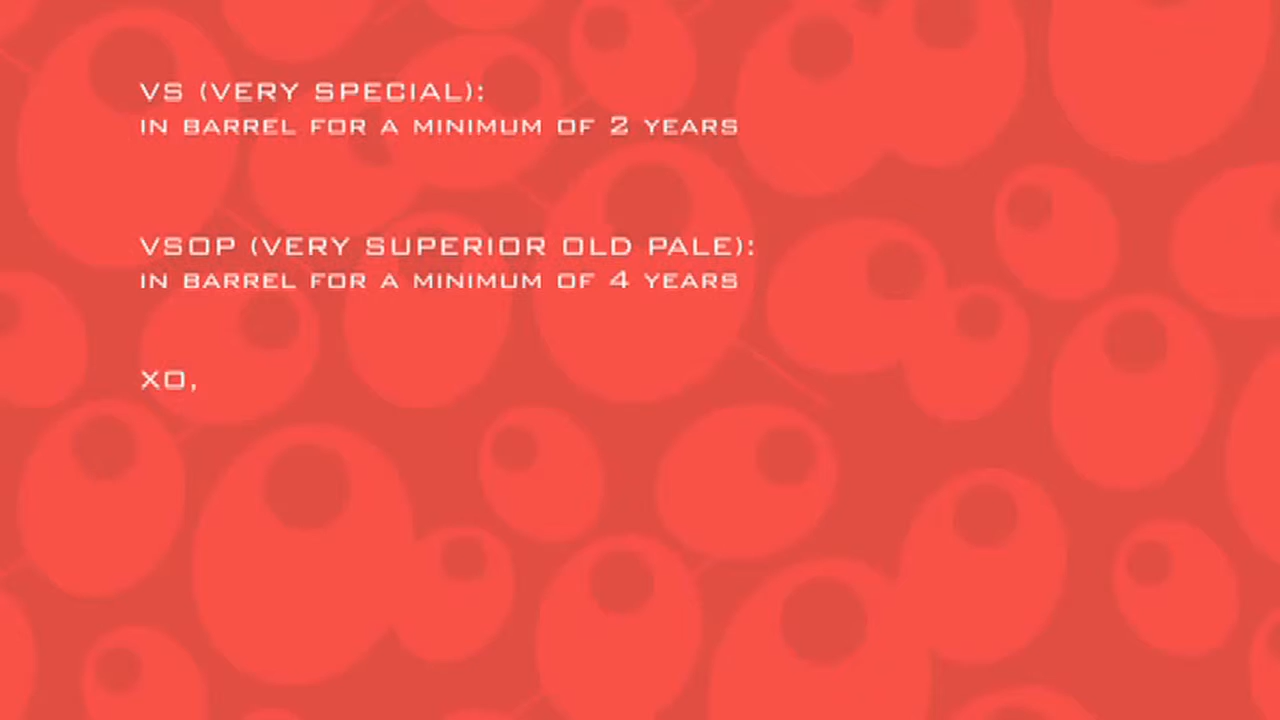 VS (VERY SPECIAL):
IN BARREL FOR A MINIMUM OF 2 YEARS
VSOP (VERY SUPERIOR OLD PALE):
IN BARREL FOR A MINIMUM OF 4 YEARS
XO,